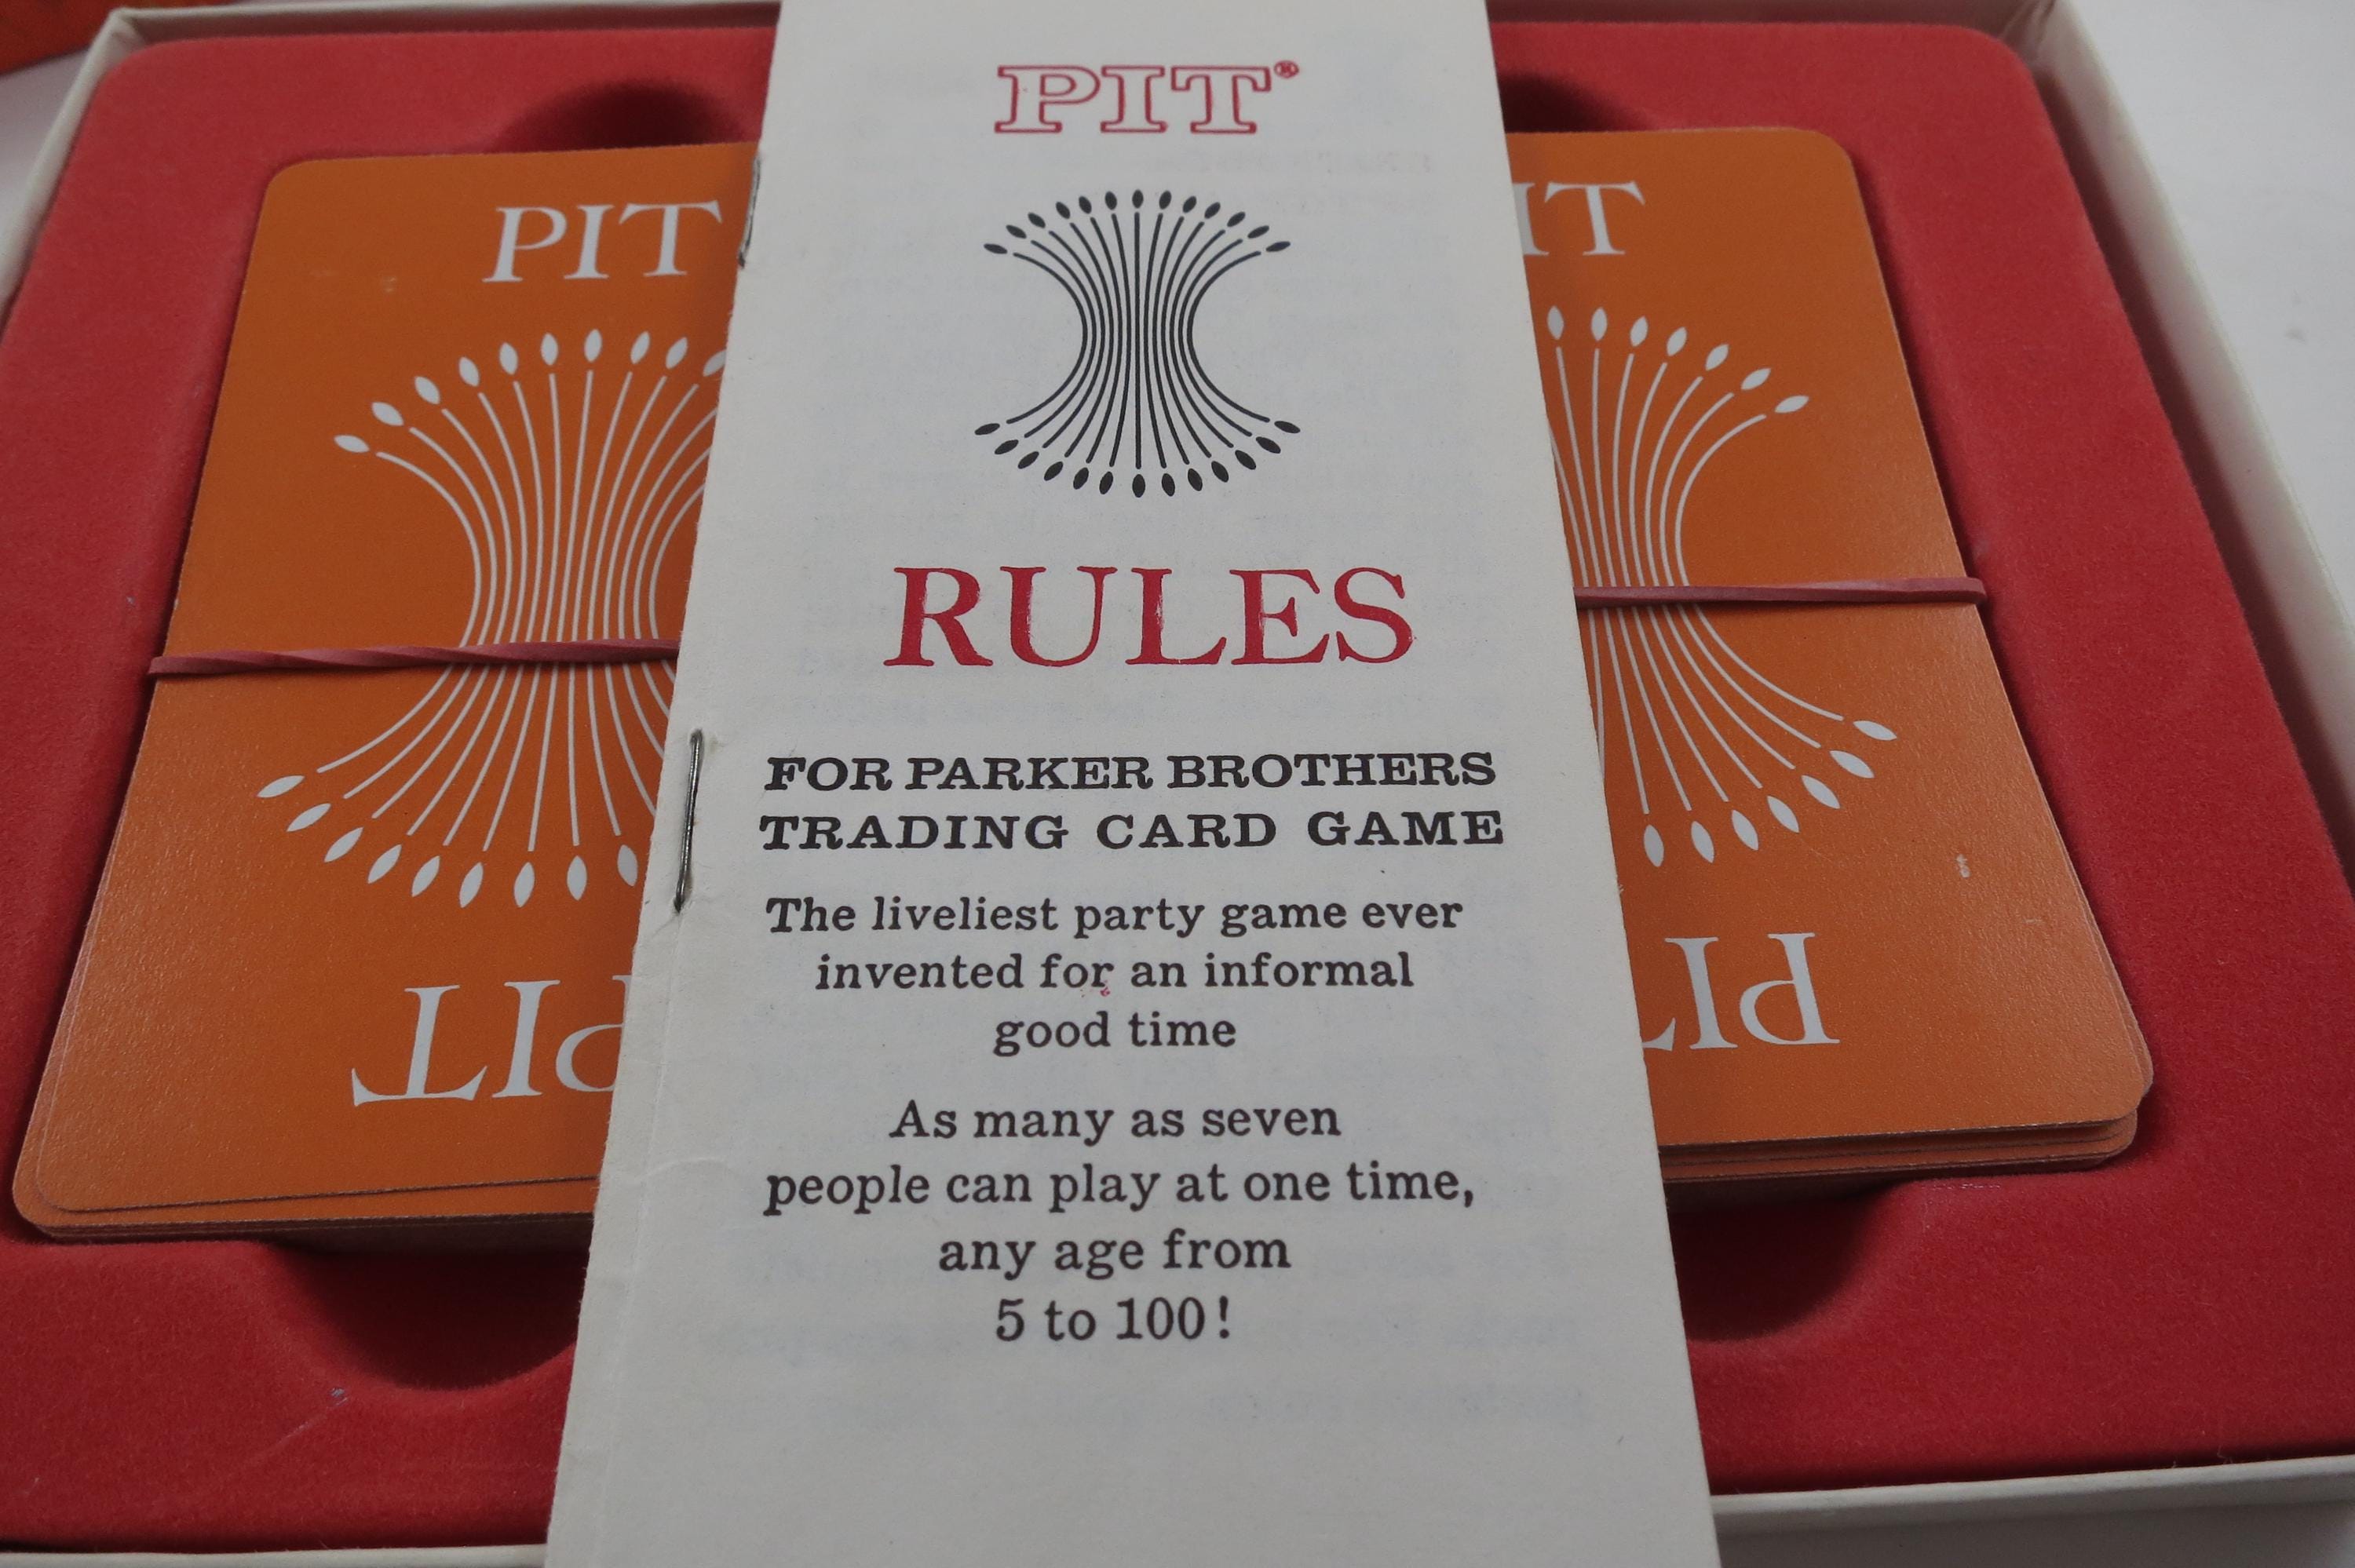 PIT®
RULES
FOR PARKER BROTHERS
TRADING CARD GAME
The liveliest party game ever
invented for an informal
good time
As many as seven
people can play at one time,
any age from
5 to 100!
PIT
PIT
IT
PIT